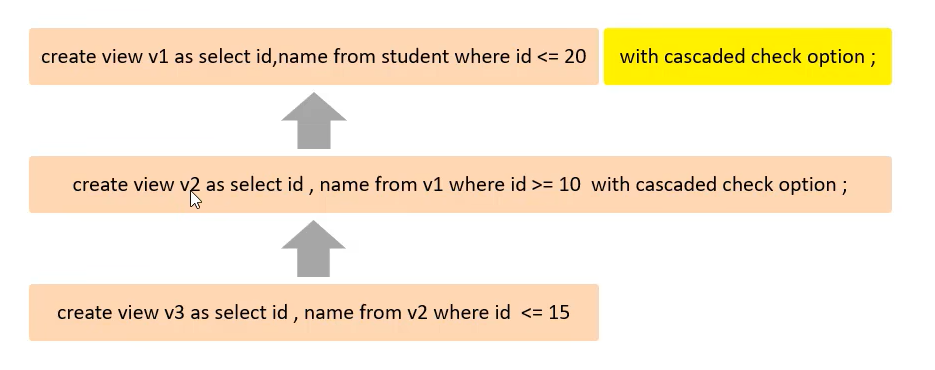 create view v1 as select id,name from student where id <= 20 with cascaded check option ;
create view v2 as select id , name from v1 where id >= 10 with cascaded check option ;
create view v3 as select id , name from v2 where id <= 15